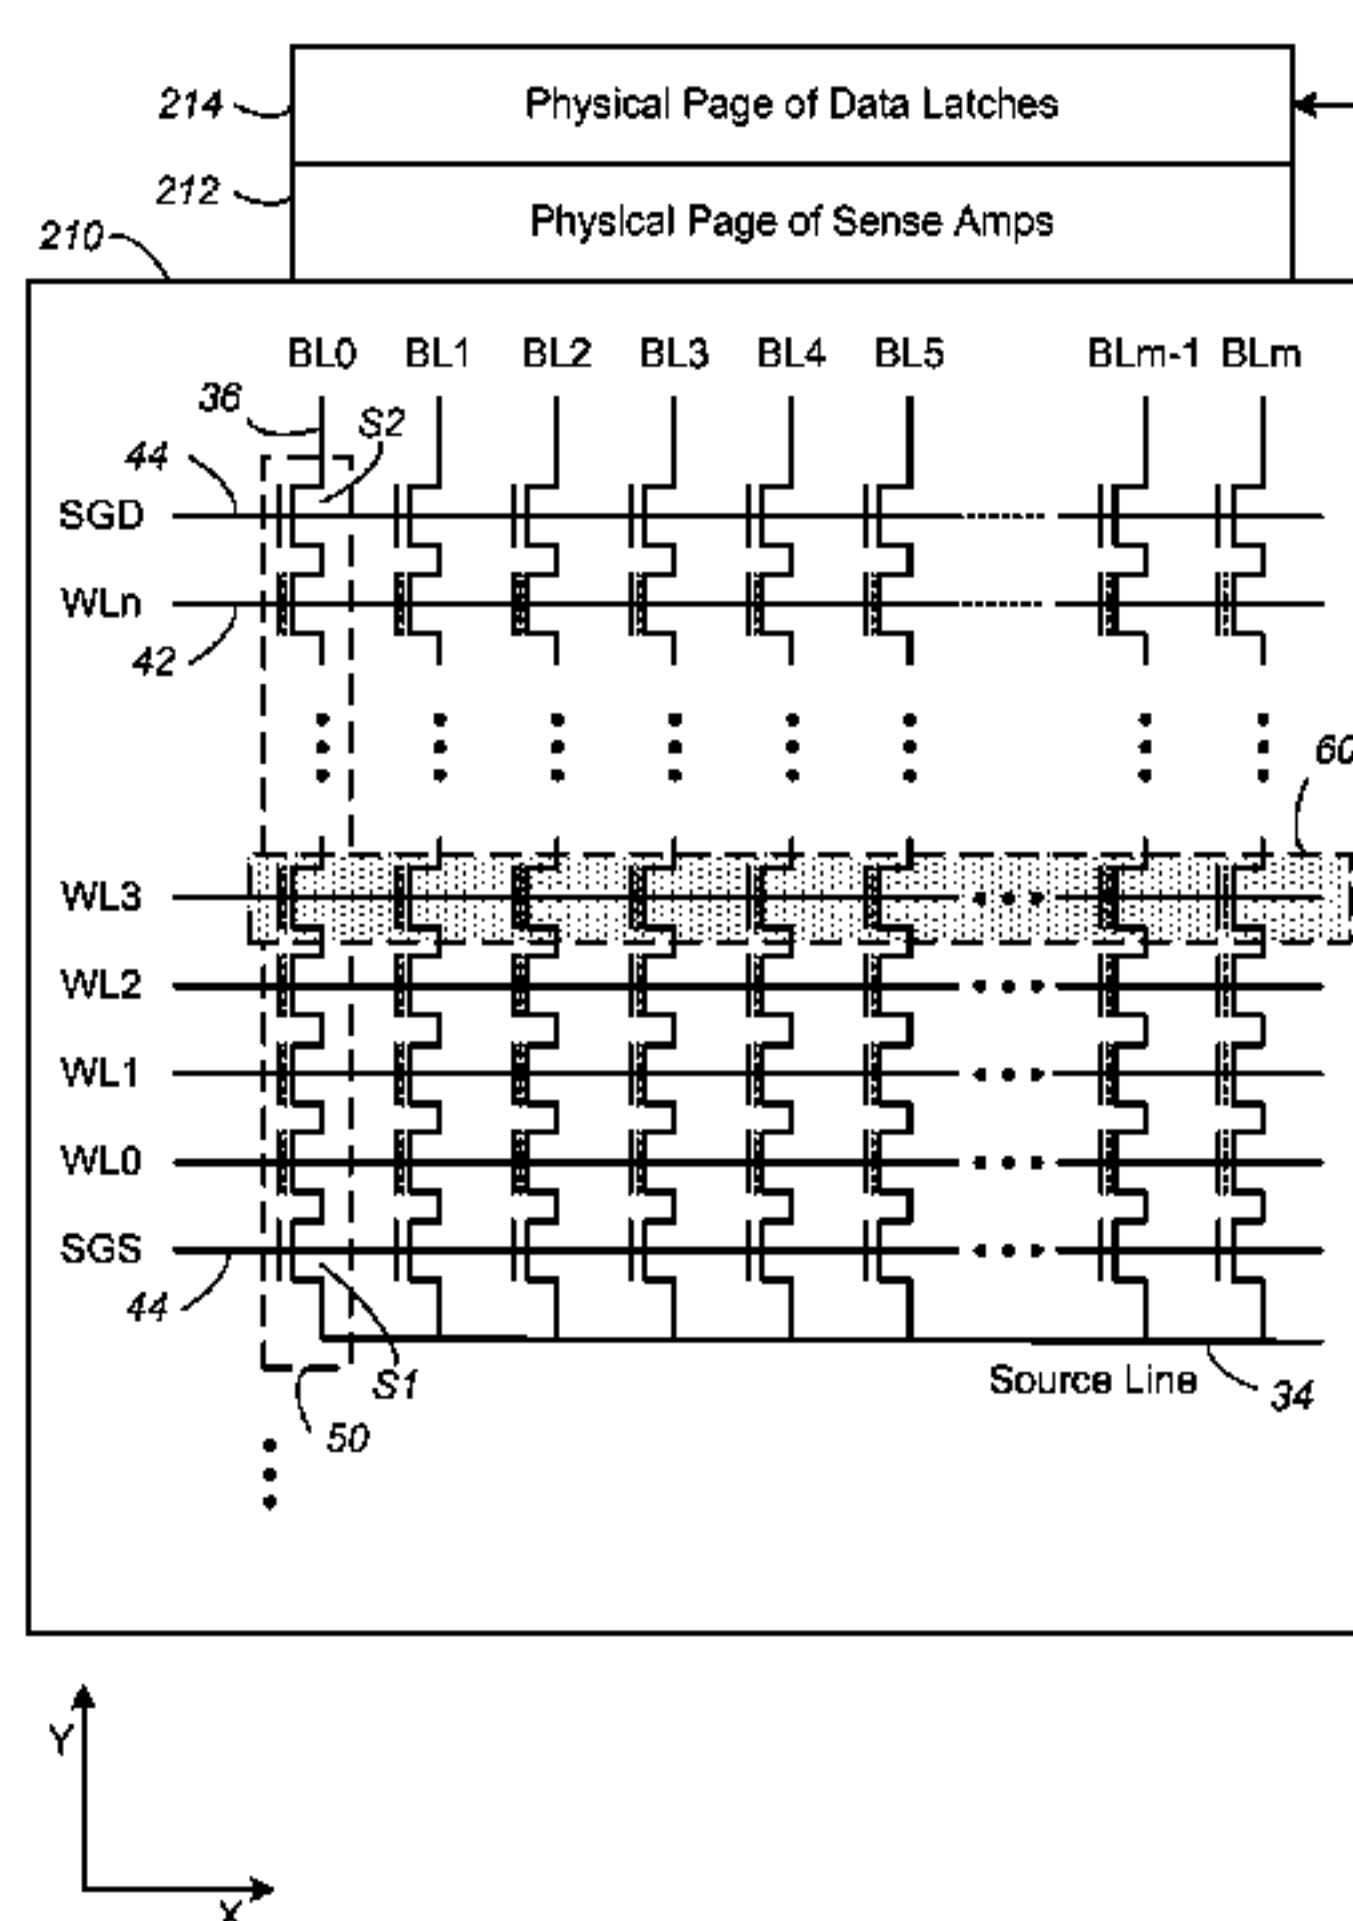 214 Physical Page of Data Latches
212 Physical Page of Sense Amps
210
BL0 BL1 BL2 BL3 BL4 BL5 BLm-1 BLm
36 S2
44
SGD
WLn
42
60
WL3
WL2
WL1
WL0
SGS
44
S1 Source Line 34
50
Y
X